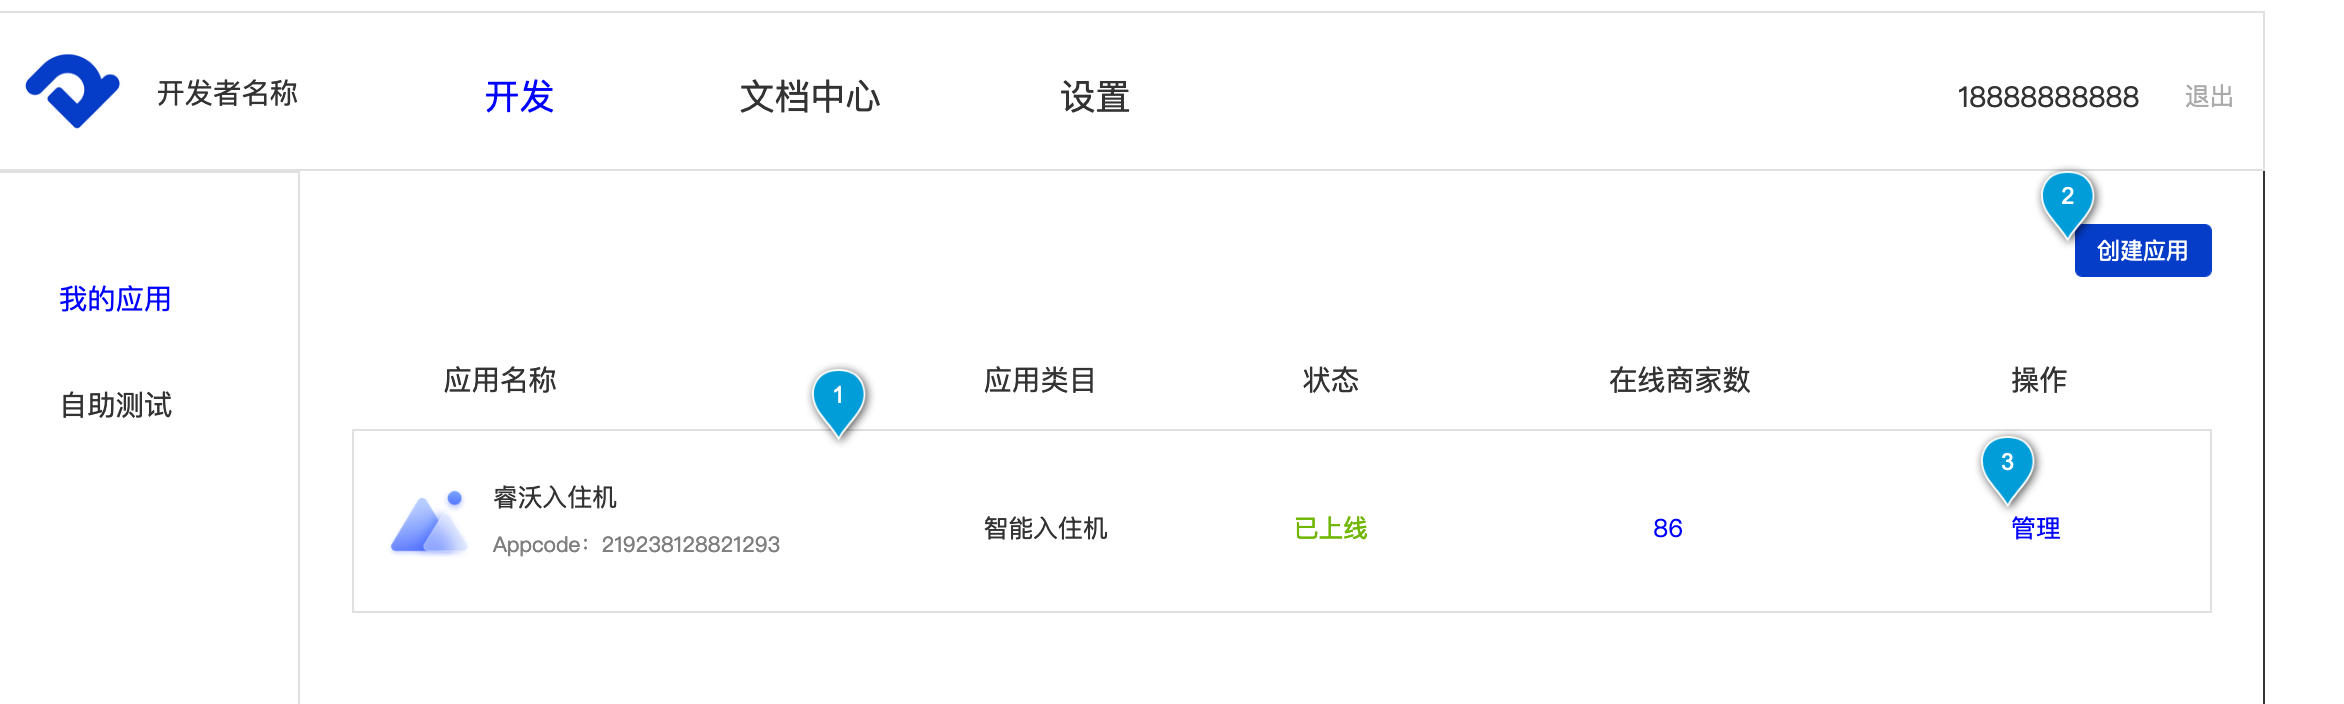 开发者名称 开发 文档中心 设置 18888888888 退出
2
创建应用
我的应用
自助测试
应用名称 1 应用类目 状态 在线商家数 操作
3
睿沃入住机
Appcode：219238128821293
智能入住机 已上线 86 管理